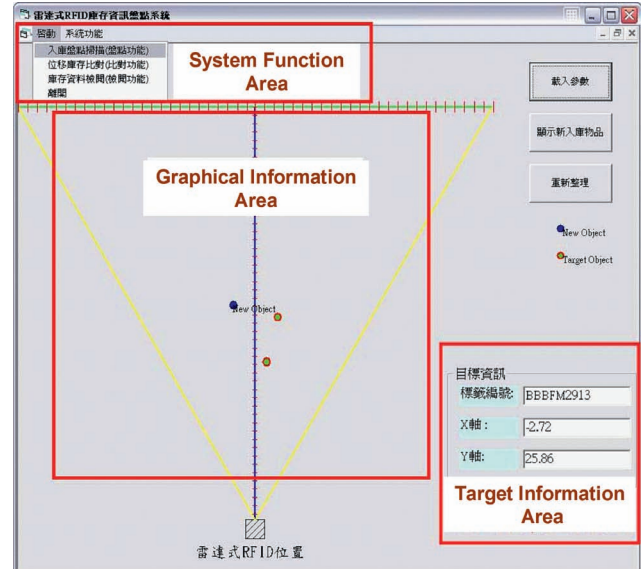 雷達式RFID庫存資訊盤點系統
啓動 系統功能
入庫盤點掃描(盤點功能)
位移庫存比對(比對功能)
庫存資料檢閱(檢閱功能)
離開
System Function
Area
載入參數
顯示新入庫物品
重新整理
Graphical Information
Area
New Object
Target Object
New Object
目標資訊
標籤編號: BBBFM2913
X軸: -2.72
Y軸: 25.86
Target Information
Area
雷達式RFID位置